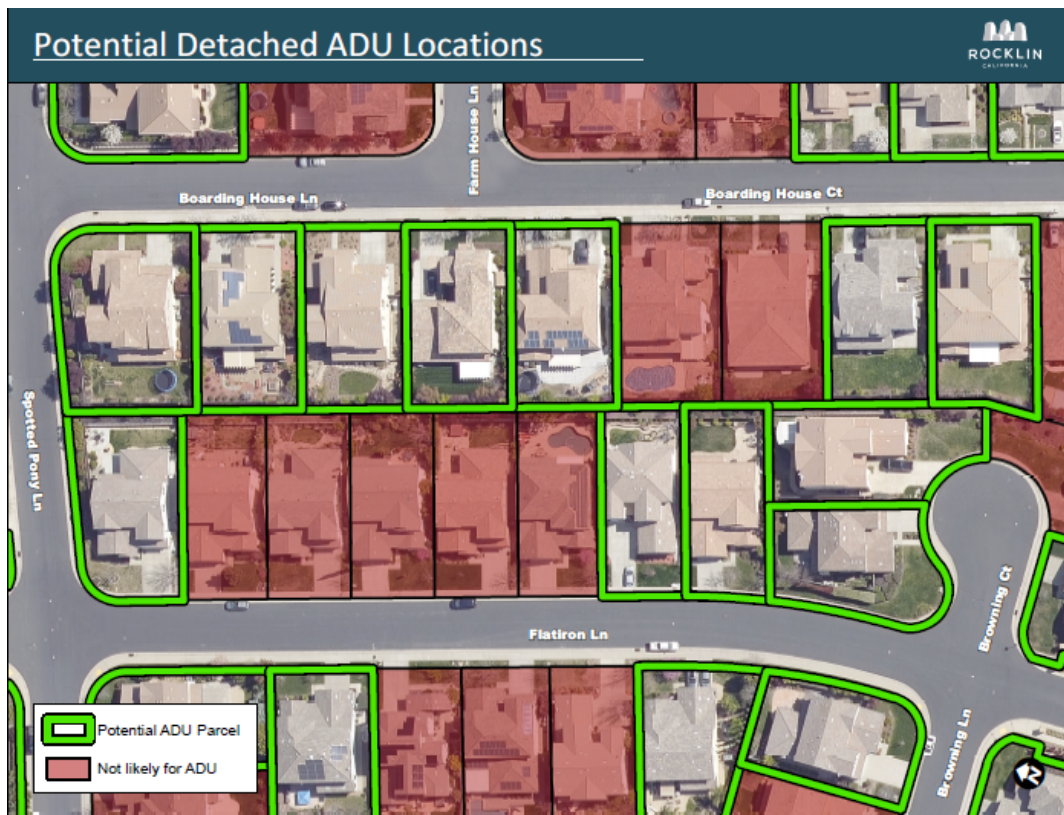 Potential Detached ADU Locations
ROCKLIN
CALIFORNIA
Farm House Ln
Boarding House Ln
Boarding House Ct
Spotted Pony Ln
Flatiron Ln
Browning Ct
Browning Ln
Potential ADU Parcel
Not likely for ADU
N